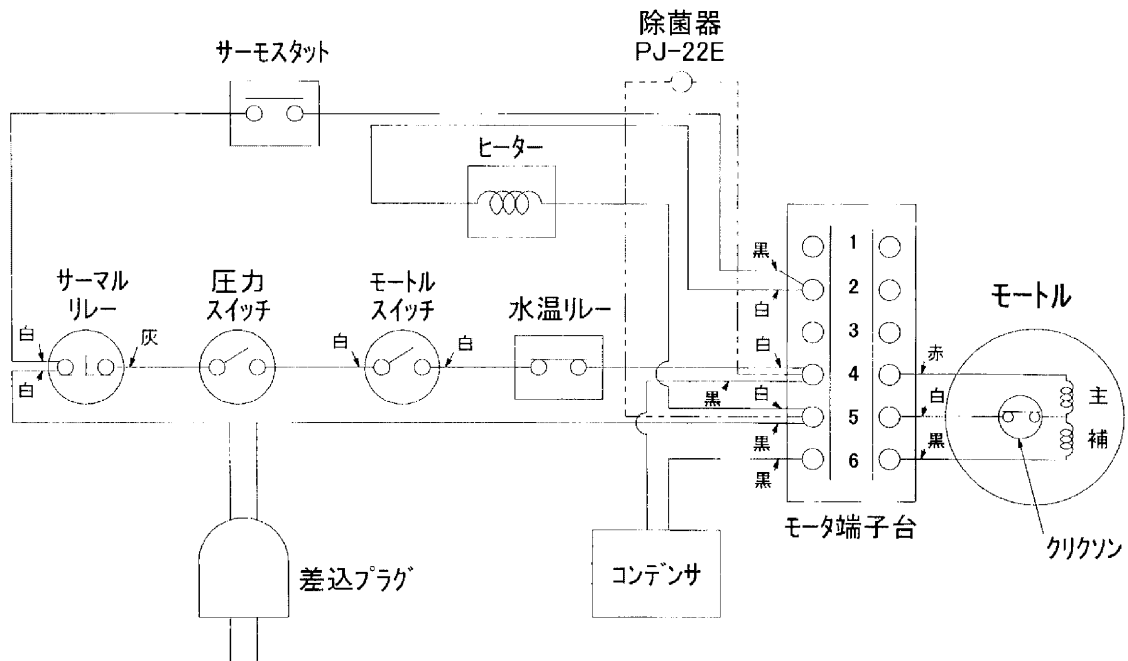 除菌器
PJ-22E
サーモスタット
ヒーター
サーマル
リレー
圧力
スイッチ
モートル
スイッチ
水温リレー
モートル
白
灰
白
白
白
黒
白
白
黒
白
黒
黒
1
2
3
4
5
6
赤
白
黒
主
補
モータ端子台
クリクソン
差込プラグ
コンデンサ